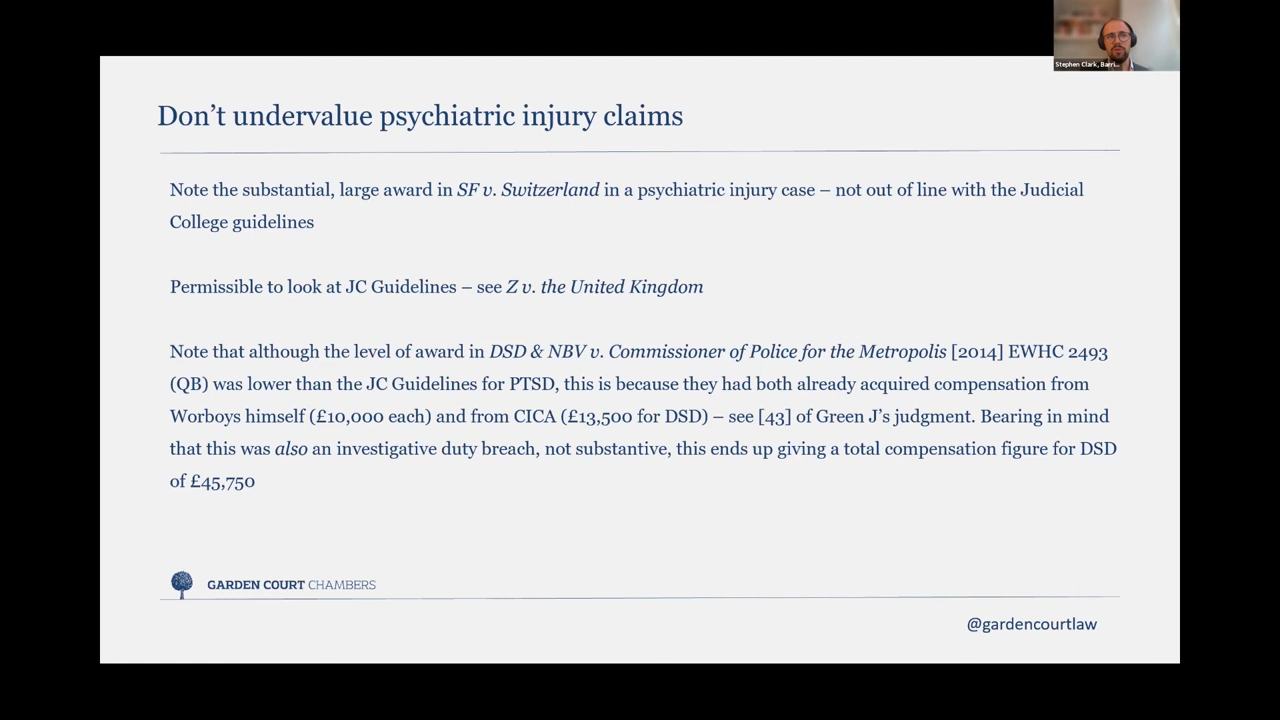 Stephen Clark, Barri...
Don’t undervalue psychiatric injury claims
Note the substantial, large award in SF v. Switzerland in a psychiatric injury case – not out of line with the Judicial
College guidelines
Permissible to look at JC Guidelines – see Z v. the United Kingdom
Note that although the level of award in DSD & NBV v. Commissioner of Police for the Metropolis [2014] EWHC 2493
(QB) was lower than the JC Guidelines for PTSD, this is because they had both already acquired compensation from
Worboys himself (£10,000 each) and from CICA (£13,500 for DSD) – see [43] of Green J’s judgment. Bearing in mind
that this was also an investigative duty breach, not substantive, this ends up giving a total compensation figure for DSD
of £45,750
GARDEN COURT CHAMBERS
@gardencourtlaw